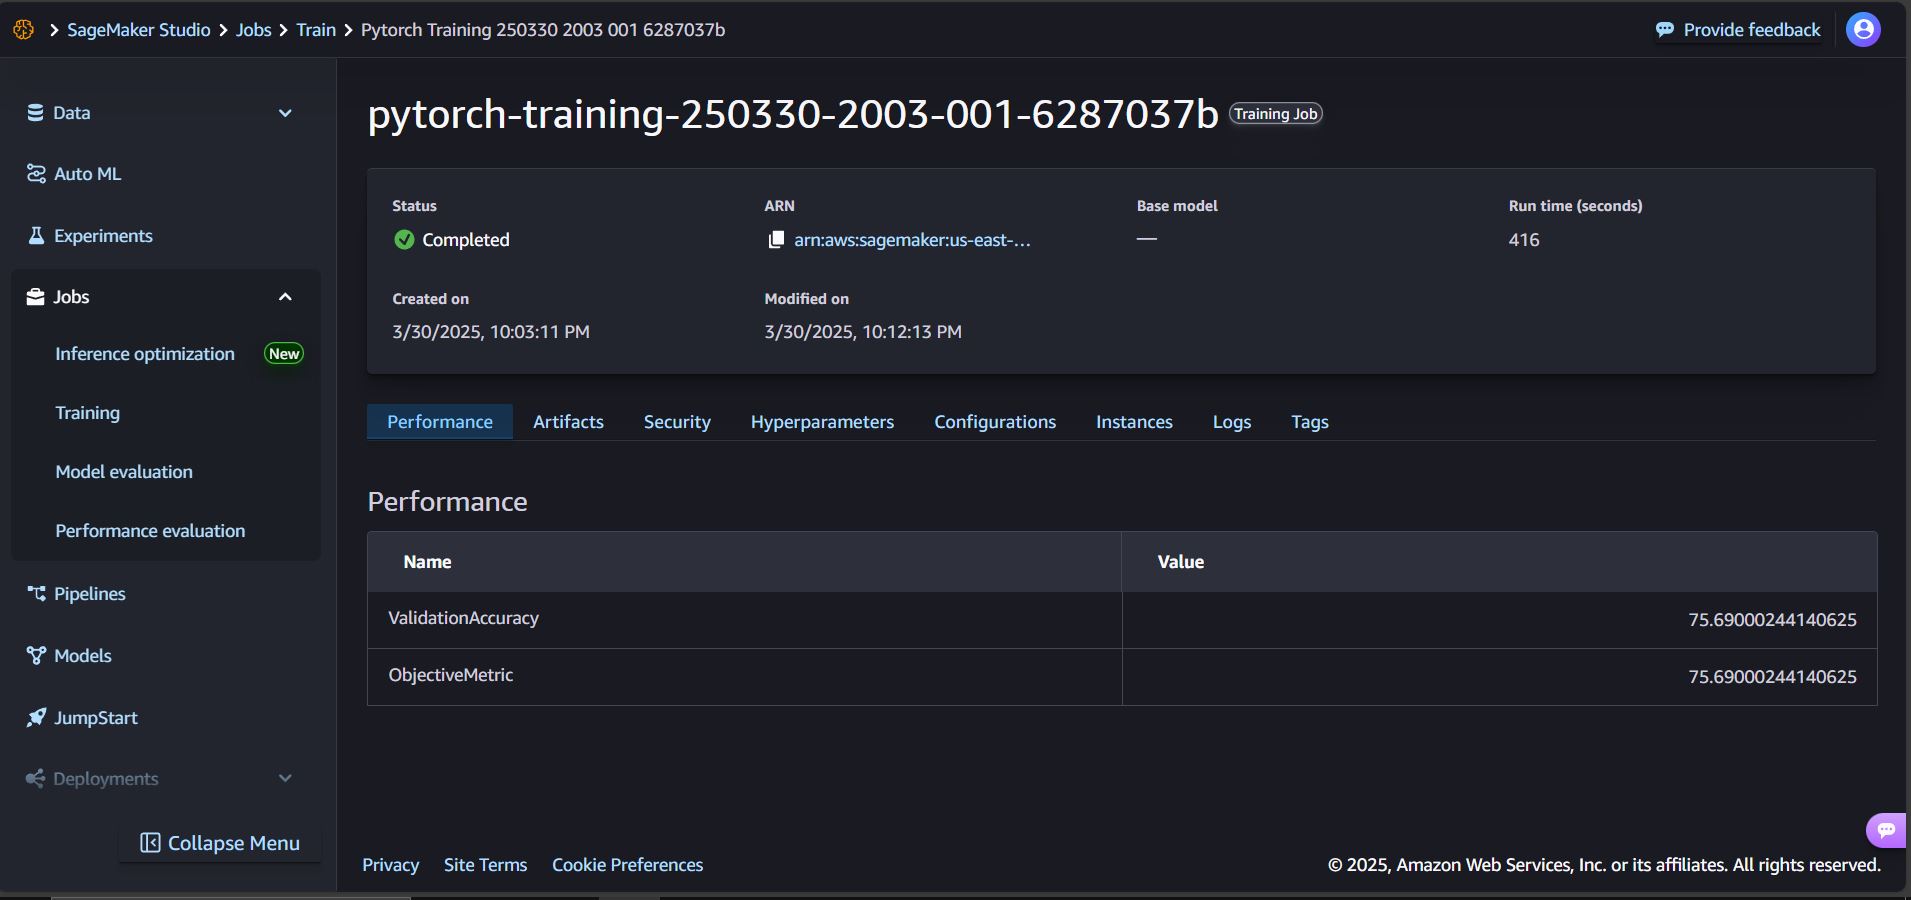 SageMaker Studio > Jobs > Train > Pytorch Training 250330 2003 001 6287037b
Provide feedback
Data
Auto ML
Experiments
Jobs
Inference optimization New
Training
Model evaluation
Performance evaluation
Pipelines
Models
JumpStart
Deployments
Collapse Menu
pytorch-training-250330-2003-001-6287037b Training Job
Status
Completed
ARN
arn:aws:sagemaker:us-east-...
Base model
—
Run time (seconds)
416
Created on
3/30/2025, 10:03:11 PM
Modified on
3/30/2025, 10:12:13 PM
Performance Artifacts Security Hyperparameters Configurations Instances Logs Tags
Performance
Name Value
ValidationAccuracy 75.69000244140625
ObjectiveMetric 75.69000244140625
Privacy Site Terms Cookie Preferences
© 2025, Amazon Web Services, Inc. or its affiliates. All rights reserved.